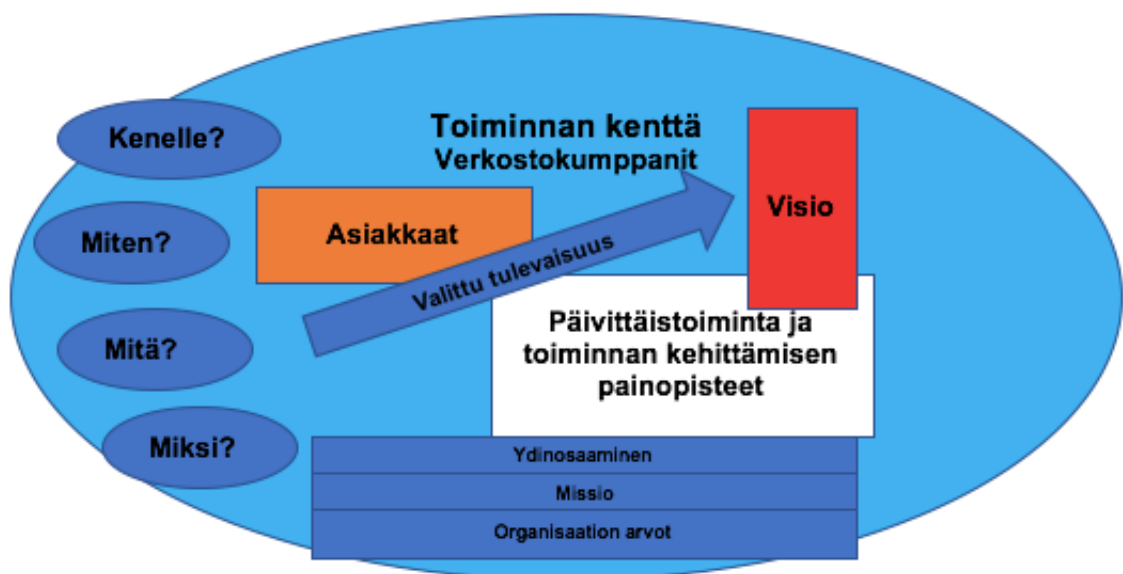 Kenelle?
Miten?
Mitä?
Miksi?
Toiminnan kenttä
Verkostokumppanit
Asiakkaat
Valittu tulevaisuus
Visio
Päivittäistoiminta ja
toiminnan kehittämisen
painopisteet
Ydinosaaminen
Missio
Organisaation arvot